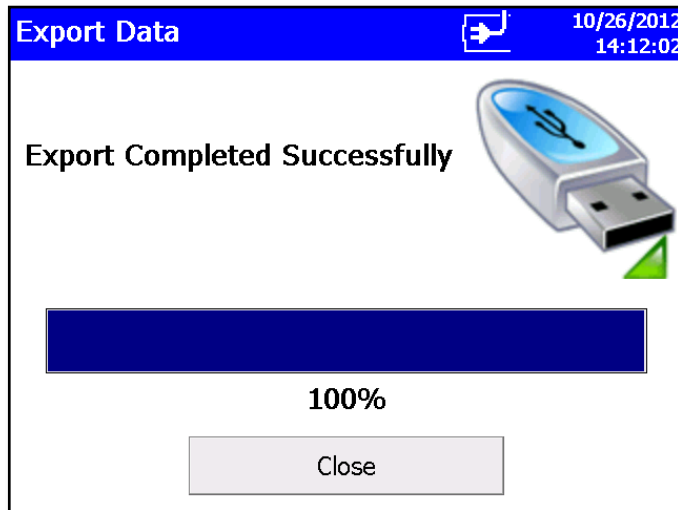 Export Data
10/26/2012
14:12:02
Export Completed Successfully
100%
Close